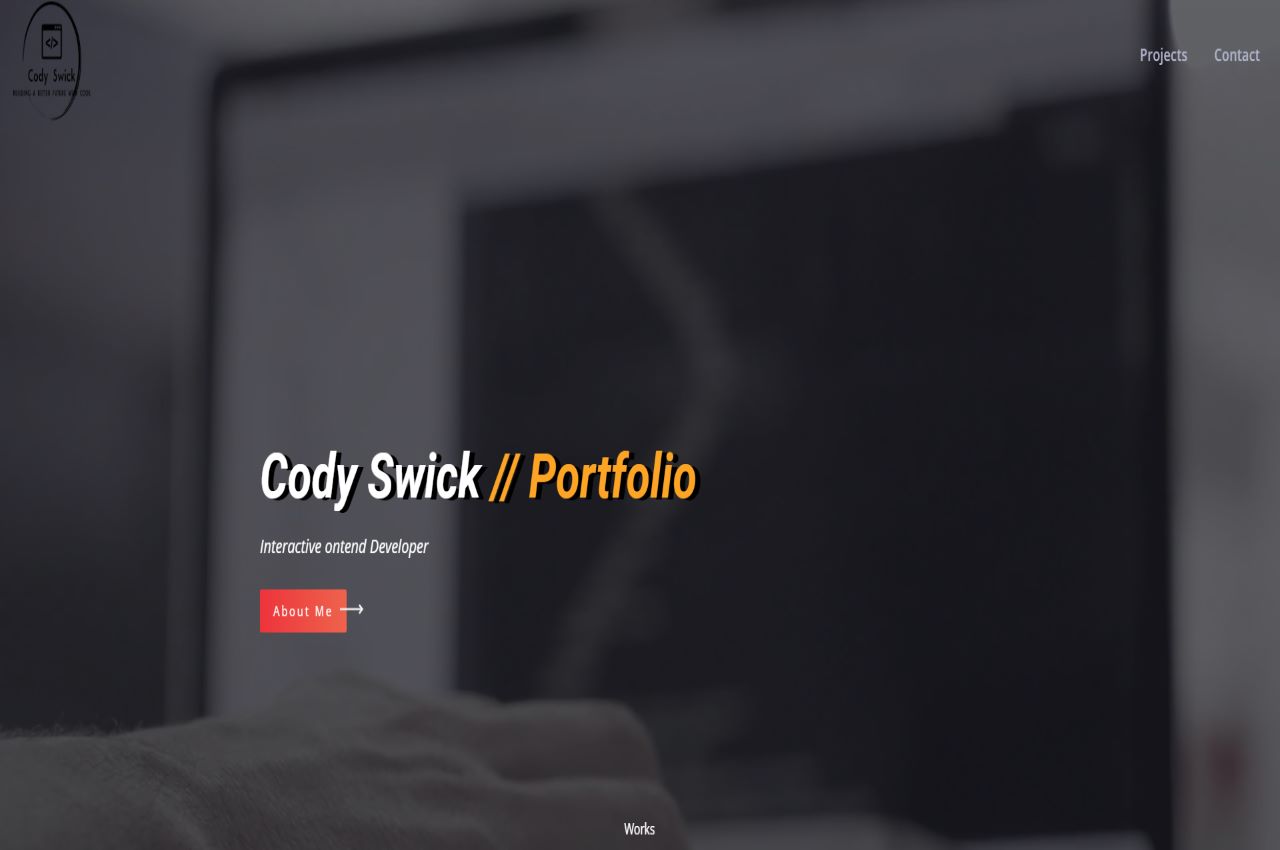 Cody Swick
BUILDING A BETTER FUTURE WITH CODE
Projects Contact
Cody Swick // Portfolio
Interactive ontend Developer
About Me
Works